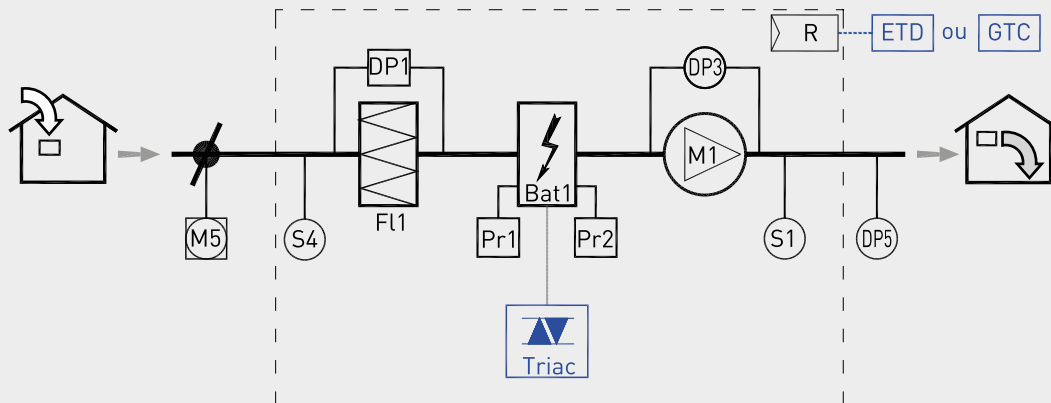 R ETD ou GTC
DP1 DP3
M1
Bat1
Fl1
M5 S4 Pr1 Pr2 S1 DP5
Triac